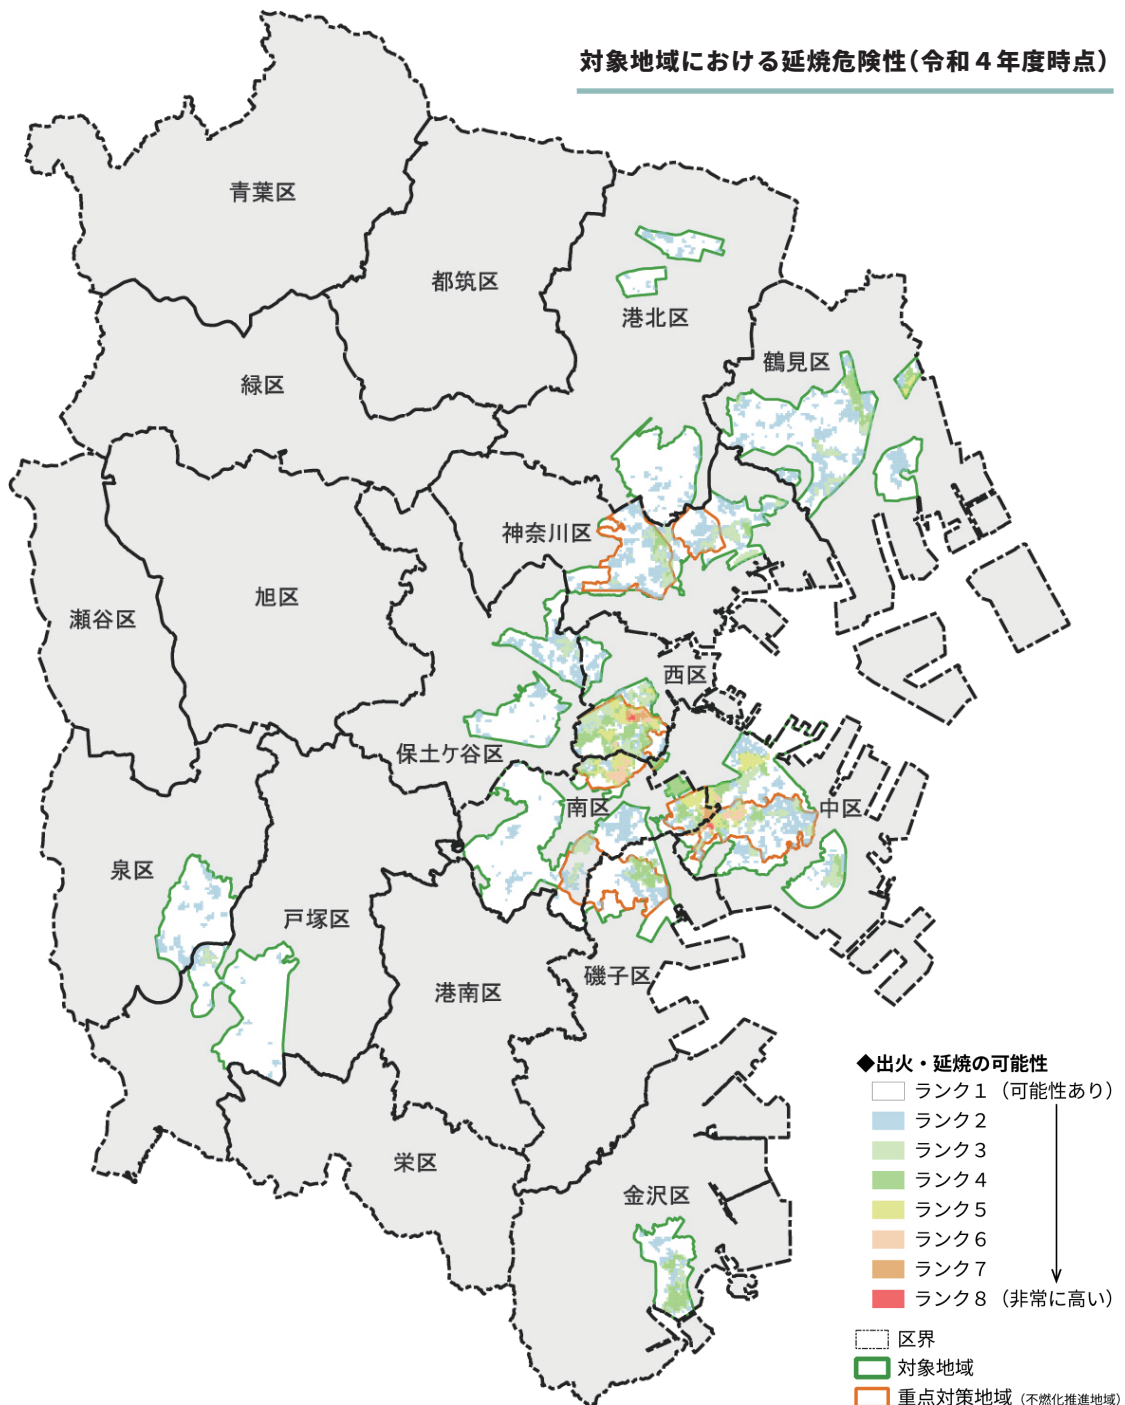 対象地域における延焼危険性（令和４年度時点）
青葉区
都筑区
港北区
鶴見区
緑区
神奈川区
旭区
瀬谷区
西区
保土ケ谷区
南区
中区
泉区
戸塚区
磯子区
港南区
栄区
金沢区
◆出火・延焼の可能性
ランク１（可能性あり）
ランク２
ランク３
ランク４
ランク５
ランク６
ランク７
ランク８（非常に高い）
区界
対象地域
重点対策地域（不燃化推進地域）